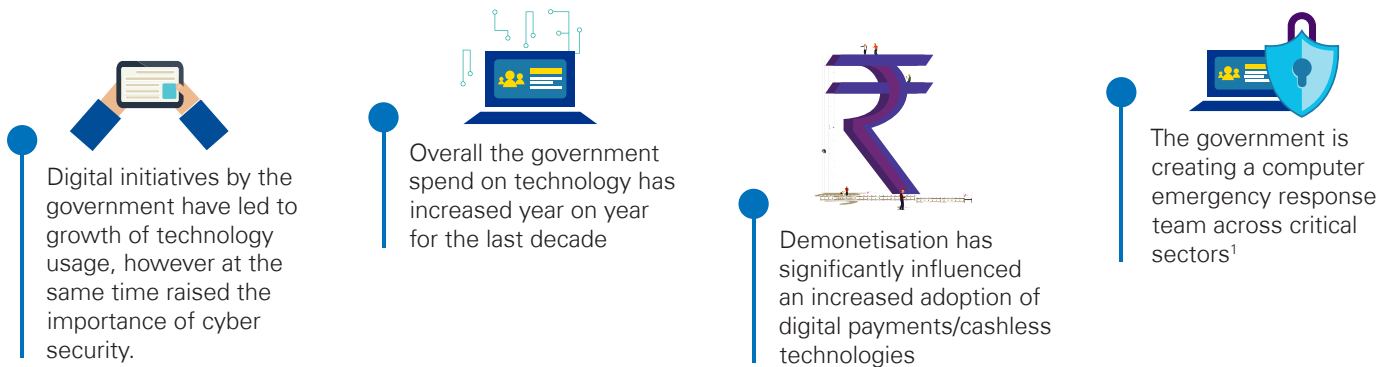 Digital initiatives by the
government have led to
growth of technology
usage, however at the
same time raised the
importance of cyber
security.
Overall the government
spend on technology has
increased year on year
for the last decade
Demonetisation has
significantly influenced
an increased adoption of
digital payments/cashless
technologies
The government is
creating a computer
emergency response
team across critical
sectors¹